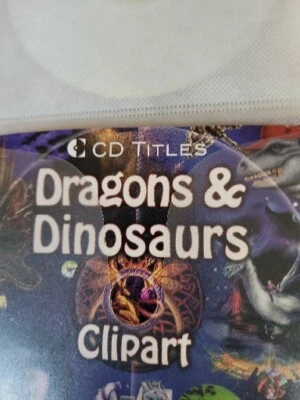 CD TITLES
Dragons &
Dinosaurs
Clipart